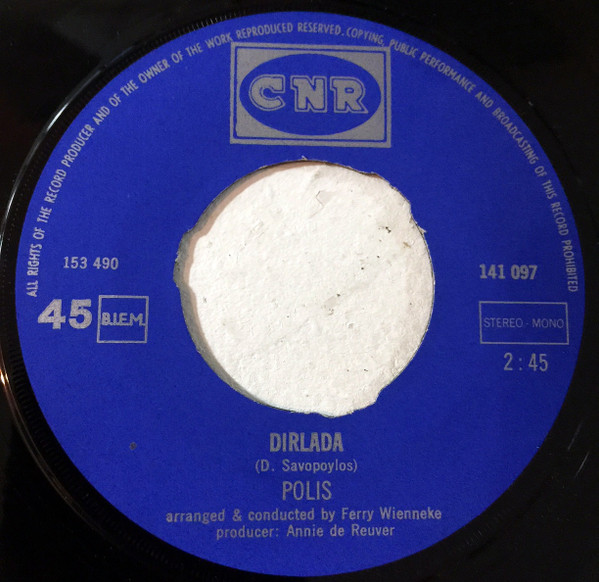 ALL RIGHTS OF THE RECORD PRODUCER AND OF THE OWNER OF THE WORK REPRODUCED RESERVED. COPYING, PUBLIC PERFORMANCE AND BROADCASTING OF THIS RECORD PROHIBITED
CNR
153 490
141 097
45 B.I.E.M.
STEREO - MONO
2:45
DIRLADA
(D. Savopoylos)
POLIS
arranged & conducted by Ferry Wienneke
producer: Annie de Reuver